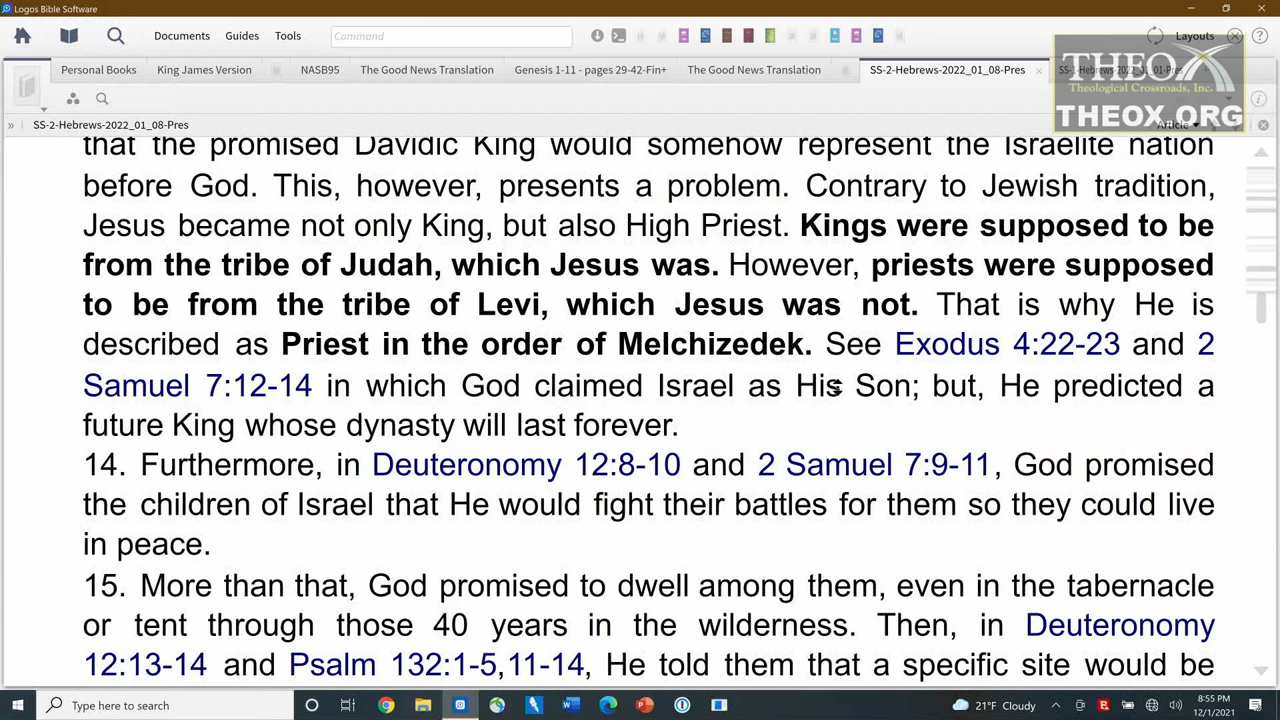 Logos Bible Software
Documents Guides Tools Command Layouts
Personal Books King James Version NASB95 Translation Genesis 1-11 - pages 29-42-Fin+ The Good News Translation SS-2-Hebrews-2022_01_08-Pres
THEOX
Theological Crossroads, Inc.
THEOX.ORG
SS-2-Hebrews-2022_01_08-Pres Article
that the promised Davidic King would somehow represent the Israelite nation
before God. This, however, presents a problem. Contrary to Jewish tradition,
Jesus became not only King, but also High Priest. Kings were supposed to be
from the tribe of Judah, which Jesus was. However, priests were supposed
to be from the tribe of Levi, which Jesus was not. That is why He is
described as Priest in the order of Melchizedek. See Exodus 4:22-23 and 2
Samuel 7:12-14 in which God claimed Israel as His Son; but, He predicted a
future King whose dynasty will last forever.
14. Furthermore, in Deuteronomy 12:8-10 and 2 Samuel 7:9-11, God promised
the children of Israel that He would fight their battles for them so they could live
in peace.
15. More than that, God promised to dwell among them, even in the tabernacle
or tent through those 40 years in the wilderness. Then, in Deuteronomy
12:13-14 and Psalm 132:1-5,11-14, He told them that a specific site would be
Type here to search 21°F Cloudy 8:55 PM
12/1/2021